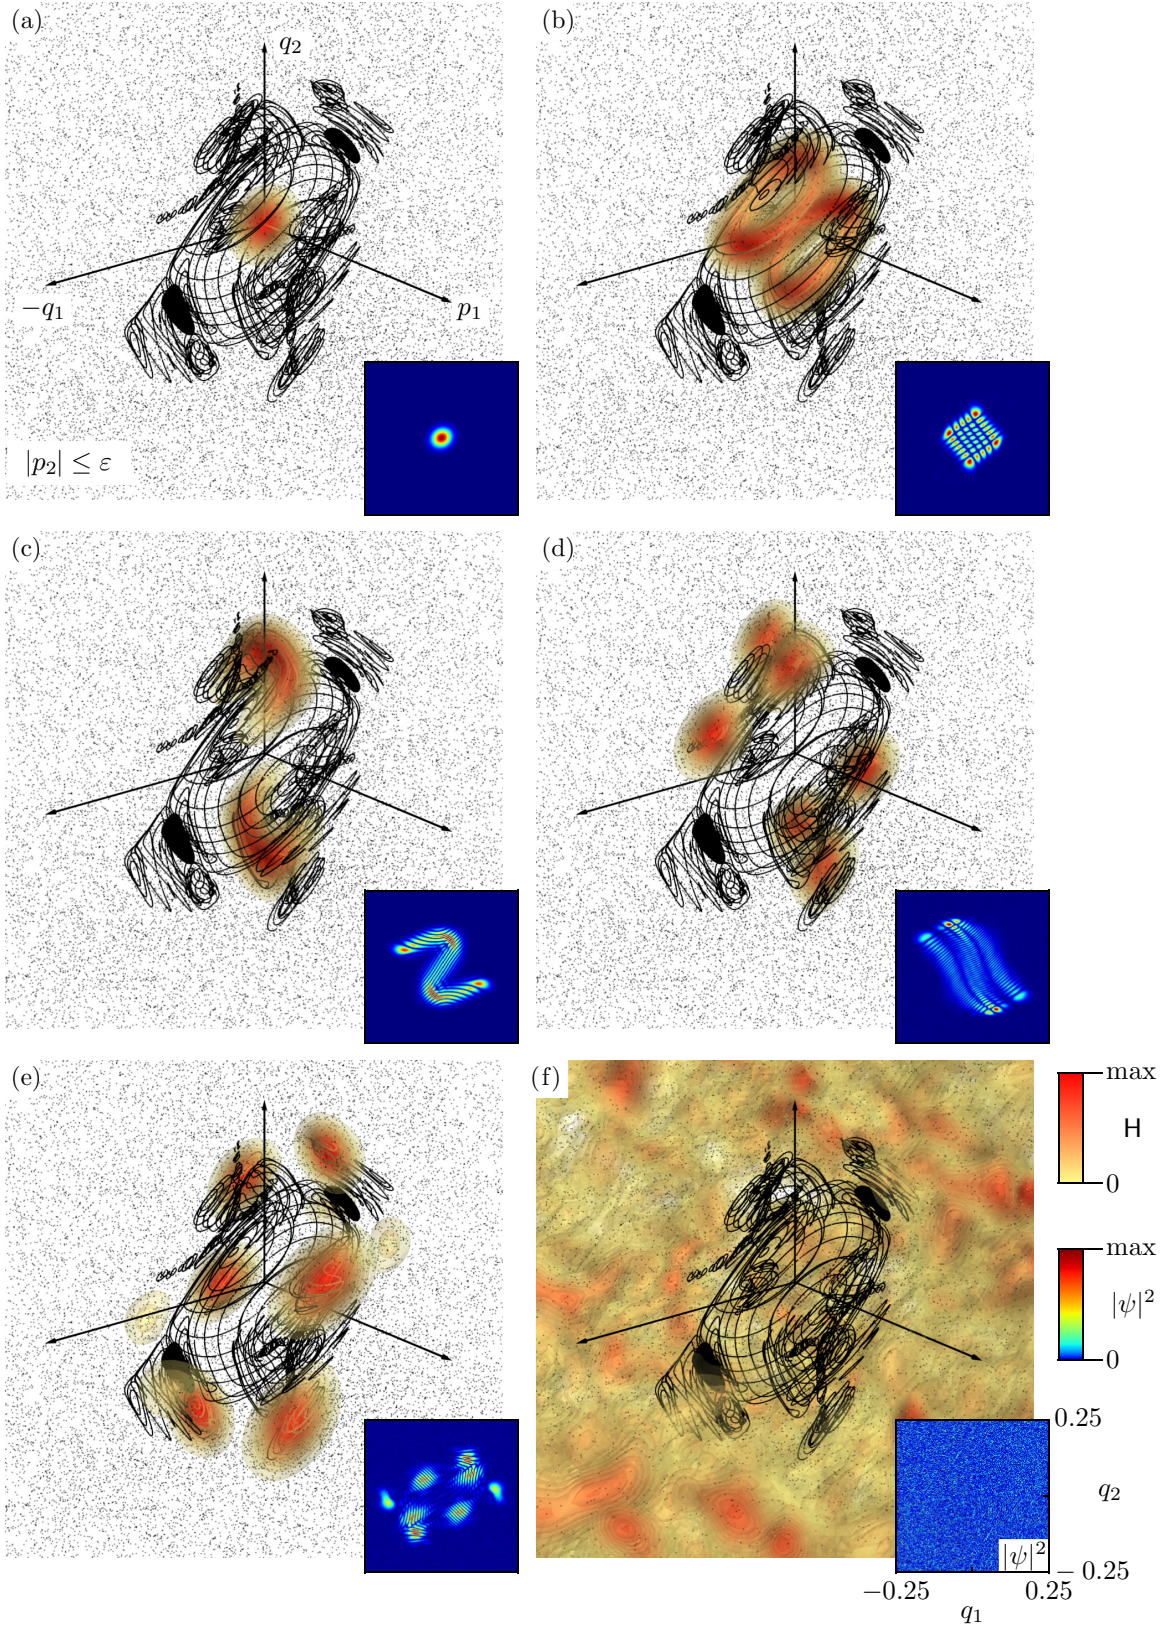 (a)
q₂
−q₁
p₁
|p₂| ≤ ε
(b)
(c)
(d)
(e)
(f)
max
H
0
max
|ψ|²
0
0.25
q₂
|ψ|²
−0.25
−0.25
0.25
q₁